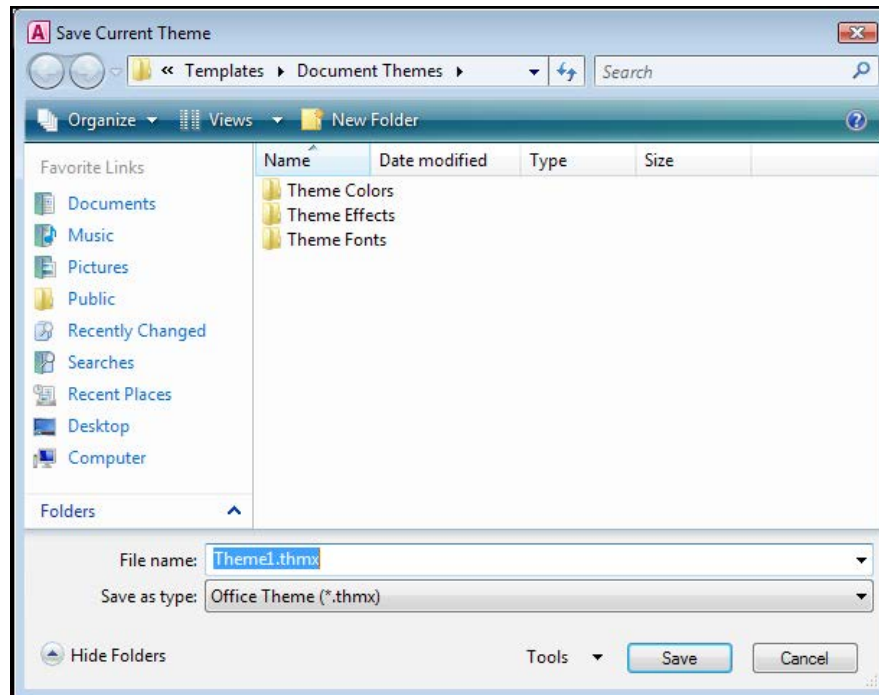 A Save Current Theme
« Templates Document Themes Search
Organize Views New Folder
Favorite Links
Documents
Music
Pictures
Public
Recently Changed
Searches
Recent Places
Desktop
Computer
Folders
Name Date modified Type Size
Theme Colors
Theme Effects
Theme Fonts
File name: Theme1.thmx
Save as type: Office Theme (*.thmx)
Hide Folders Tools Save Cancel